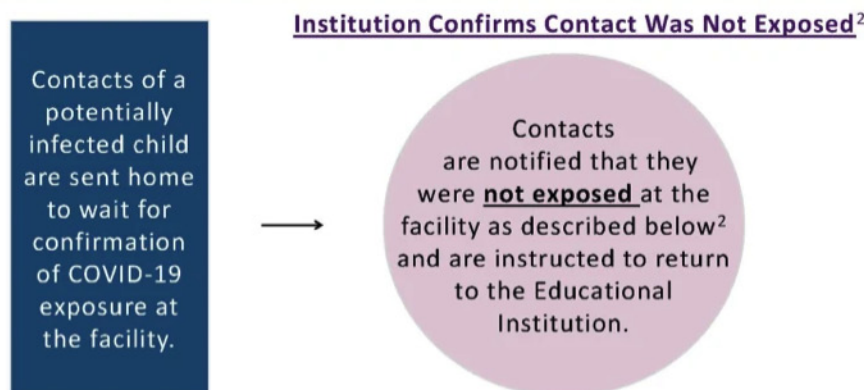 Institution Confirms Contact Was Not Exposed²
Contacts of a
potentially
infected child
are sent home
to wait for
confirmation
of COVID-19
exposure at
the facility.
Contacts
are notified that they
were not exposed at the
facility as described below²
and are instructed to return
to the Educational
Institution.